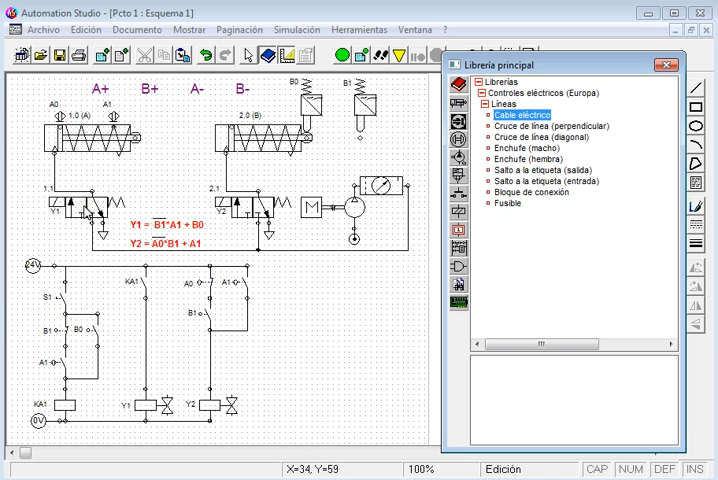 Automation Studio - [Pcto 1 : Esquema 1]
Archivo Edición Documento Mostrar Paginación Simulación Herramientas Ventana ?
Librería principal
Librerías
Controles eléctricos (Europa)
Líneas
Cable eléctrico
Cruce de línea (perpendicular)
Cruce de línea (diagonal)
Enchufe (macho)
Enchufe (hembra)
Salto a la etiqueta (salida)
Salto a la etiqueta (entrada)
Bloque de conexión
Fusible
A+ B+ A- B-
B0 B1
A0 A1
1.0 (A) 2.0 (B)
1.1 2.1
Y1 Y2
M
Y1 = B1*A1 + B0
Y2 = A0*B1 + A1
24V
KA1 A0 A1
S1
B1
B1 B0
A1
KA1 Y1 Y2
0V
X=34, Y=59 100% Edición CAP NUM DEF INS